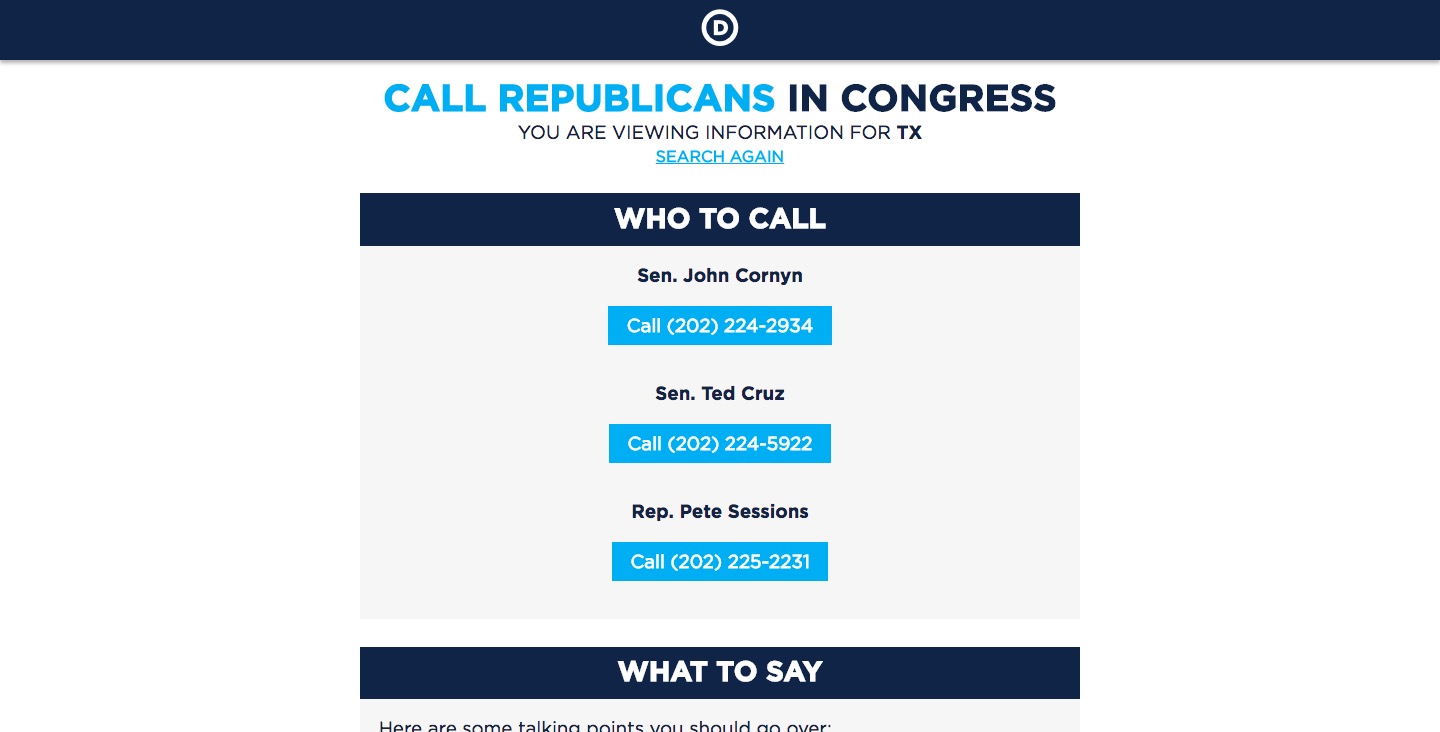 D
CALL REPUBLICANS IN CONGRESS
YOU ARE VIEWING INFORMATION FOR TX
SEARCH AGAIN
WHO TO CALL
Sen. John Cornyn
Call (202) 224-2934
Sen. Ted Cruz
Call (202) 224-5922
Rep. Pete Sessions
Call (202) 225-2231
WHAT TO SAY
Here are some talking points you should go over: